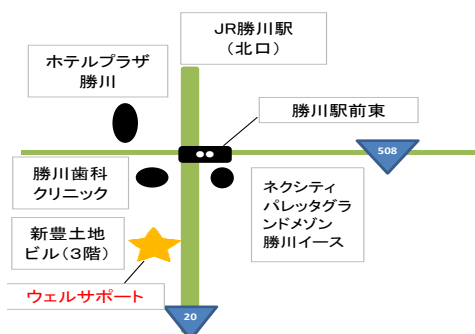 JR勝川駅
（北口）
ホテルプラザ
勝川
勝川駅前東
508
勝川歯科
クリニック
ネクシティ
パレッタグラ
ンドメゾン
勝川イース
新豊土地
ビル（3階）
ウェルサポート
20